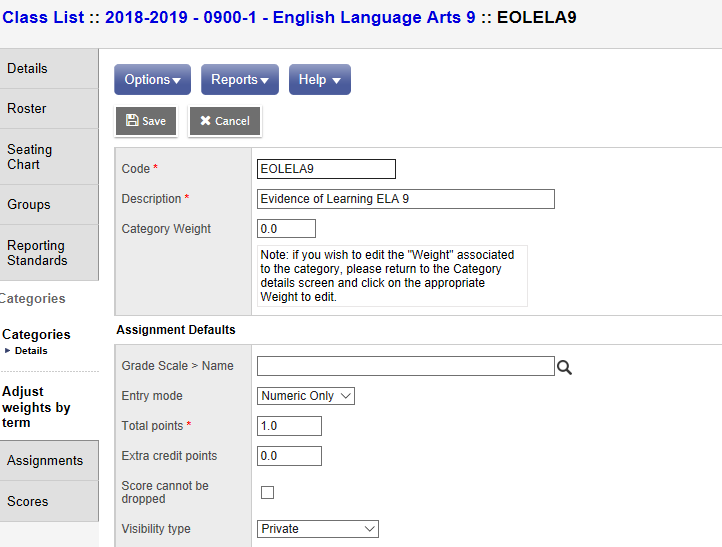 Class List :: 2018-2019 - 0900-1 - English Language Arts 9 :: EOLELA9
Details
Roster
Seating
Chart
Groups
Reporting
Standards
Categories
Categories
Details
Adjust
weights by
term
Assignments
Scores
Options
Reports
Help
Save
Cancel
Code *
EOLELA9
Description *
Evidence of Learning ELA 9
Category Weight
0.0
Note: if you wish to edit the "Weight" associated
to the category, please return to the Category
details screen and click on the appropriate
Weight to edit.
Assignment Defaults
Grade Scale > Name
Entry mode
Numeric Only
Total points *
1.0
Extra credit points
0.0
Score cannot be
dropped
Visibility type
Private